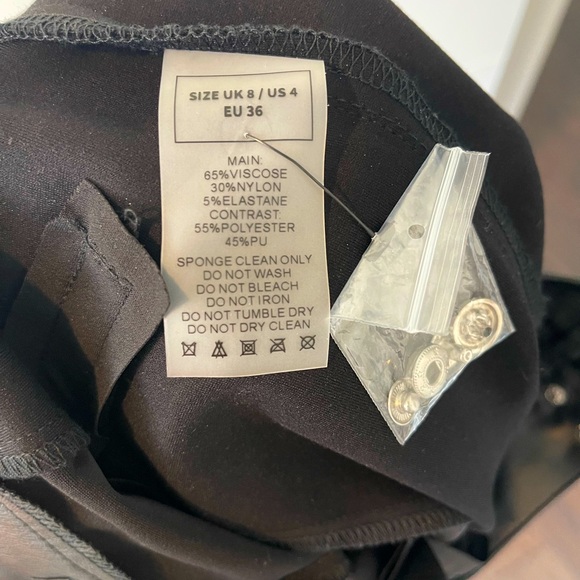 SIZE UK 8 / US 4
EU 36
MAIN:
65%VISCOSE
30%NYLON
5%ELASTANE
CONTRAST:
55%POLYESTER
45%PU
SPONGE CLEAN ONLY
DO NOT WASH
DO NOT BLEACH
DO NOT IRON
DO NOT TUMBLE DRY
DO NOT DRY CLEAN